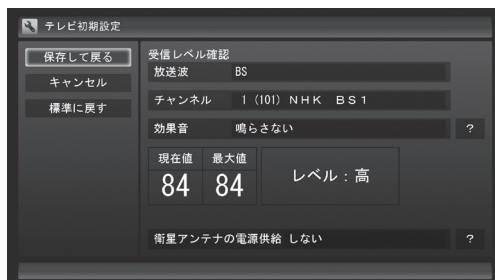 テレビ初期設定
保存して戻る
キャンセル
標準に戻す
受信レベル確認
放送波 BS
チャンネル 1 (101) NHK BS1
効果音 鳴らさない ?
現在値 最大値
84 84
レベル:高
衛星アンテナの電源供給 しない ?